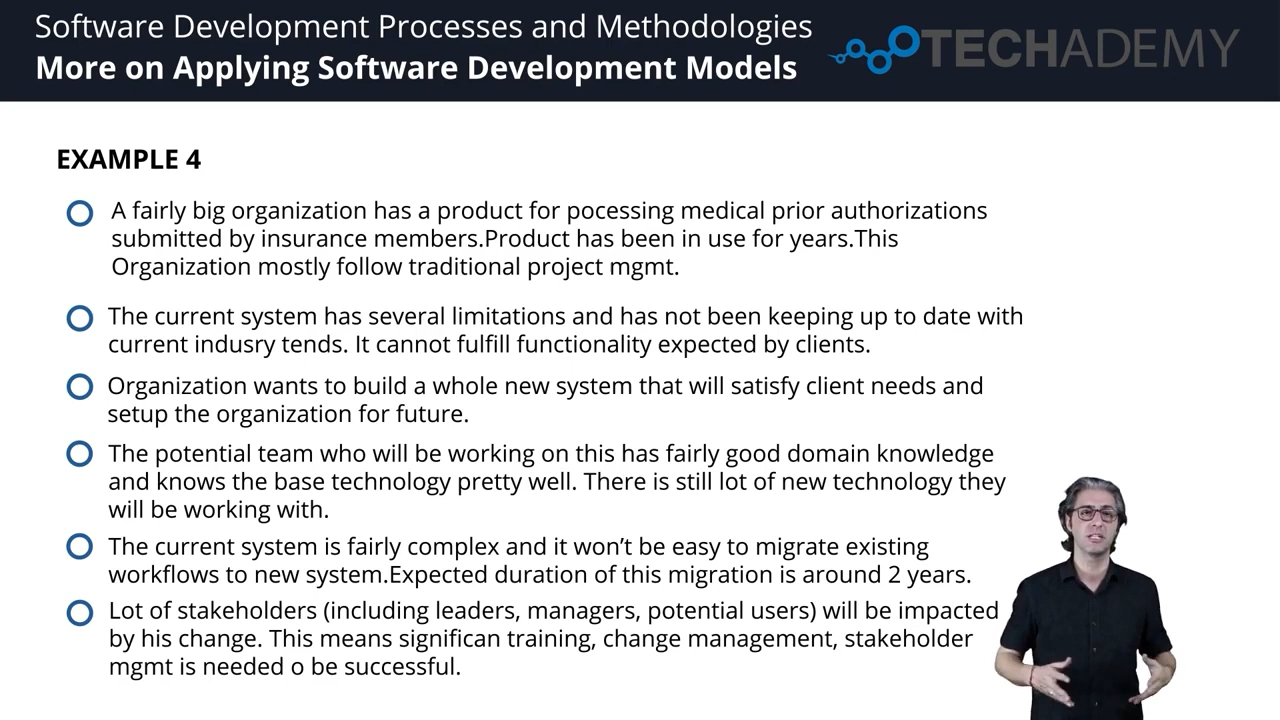 Software Development Processes and Methodologies
More on Applying Software Development Models
TECHADEMY
EXAMPLE 4
A fairly big organization has a product for pocessing medical prior authorizations
submitted by insurance members.Product has been in use for years.This
Organization mostly follow traditional project mgmt.
The current system has several limitations and has not been keeping up to date with
current indusry tends. It cannot fulfill functionality expected by clients.
Organization wants to build a whole new system that will satisfy client needs and
setup the organization for future.
The potential team who will be working on this has fairly good domain knowledge
and knows the base technology pretty well. There is still lot of new technology they
will be working with.
The current system is fairly complex and it won’t be easy to migrate existing
workflows to new system.Expected duration of this migration is around 2 years.
Lot of stakeholders (including leaders, managers, potential users) will be impacted
by his change. This means significan training, change management, stakeholder
mgmt is needed o be successful.